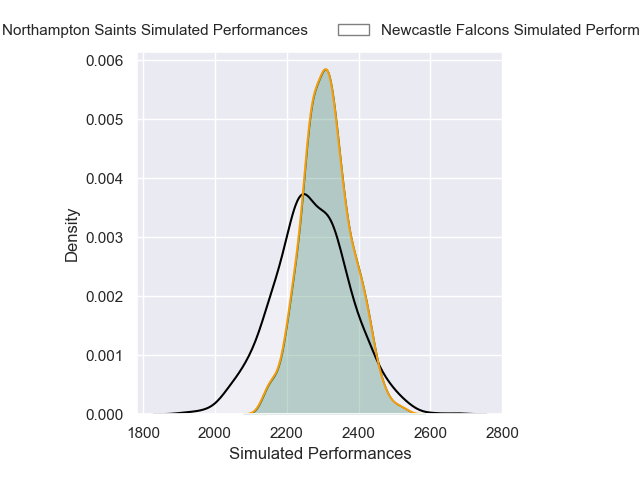 Northampton Saints Simulated Performances Newcastle Falcons Simulated Perform
0.006
0.005
0.004
0.003
0.002
0.001
0.000
Density
1800 2000 2200 2400 2600 2800
Simulated Performances